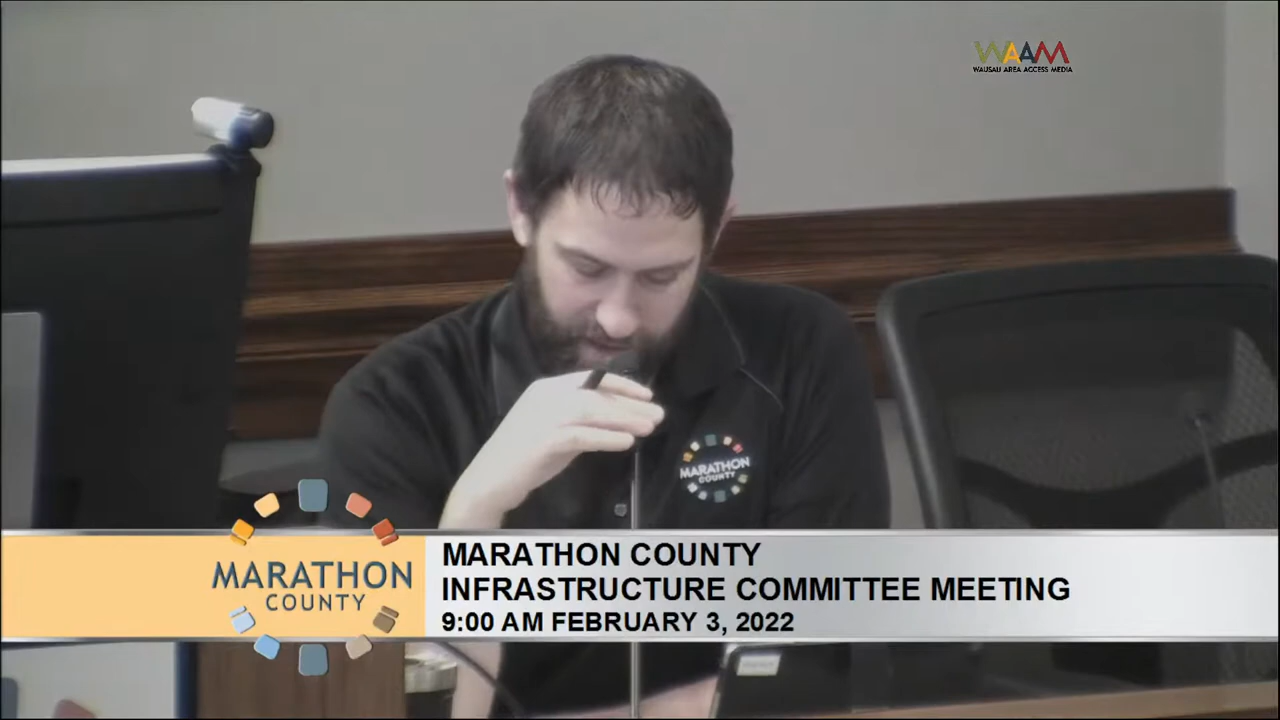 WAAM
WAUSAU AREA ACCESS MEDIA
MARATHON
COUNTY
MARATHON
COUNTY
MARATHON COUNTY
INFRASTRUCTURE COMMITTEE MEETING
9:00 AM FEBRUARY 3, 2022